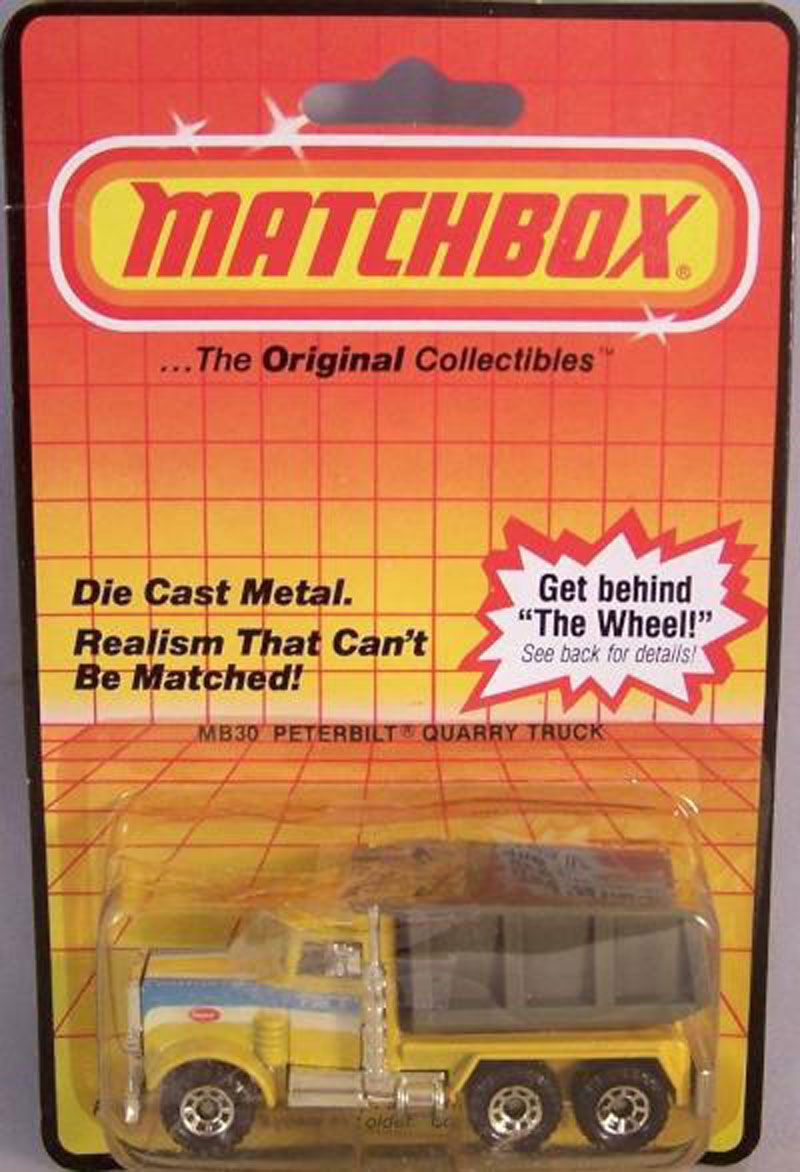 MATCHBOX®
...The Original Collectibles™
Get behind
"The Wheel!"
See back for details!
Die Cast Metal.
Realism That Can't
Be Matched!
MB30 PETERBILT® QUARRY TRUCK